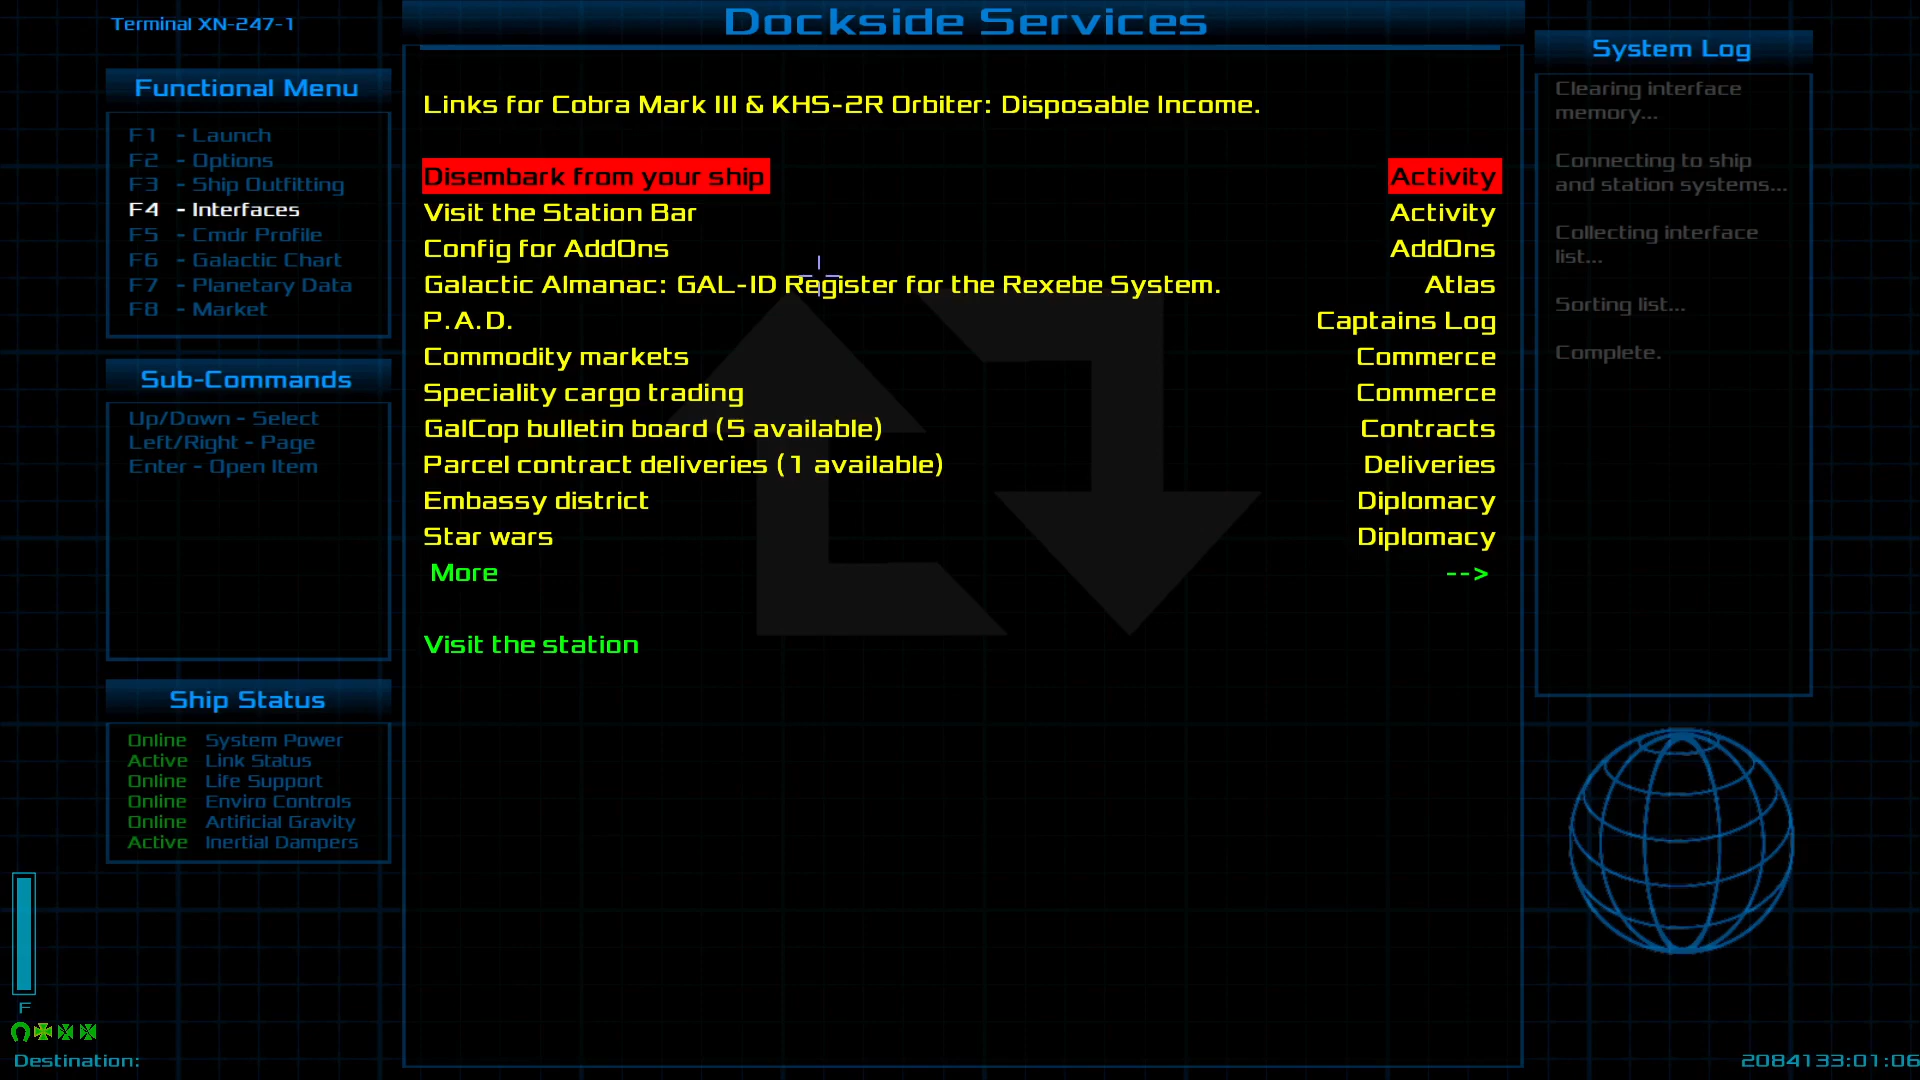 Terminal XN-247-1
Dockside Services
Functional Menu
F1 - Launch
F2 - Options
F3 - Ship Outfitting
F4 - Interfaces
F5 - Cmdr Profile
F6 - Galactic Chart
F7 - Planetary Data
F8 - Market
Sub-Commands
Up/Down - Select
Left/Right - Page
Enter - Open Item
Ship Status
Online System Power
Active Link Status
Online Life Support
Online Enviro Controls
Online Artificial Gravity
Active Inertial Dampers
F
Destination:
Links for Cobra Mark III & KHS-2R Orbiter: Disposable Income.
Disembark from your ship Activity
Visit the Station Bar Activity
Config for AddOns AddOns
Galactic Almanac: GAL-ID Register for the Rexebe System. Atlas
P.A.D. Captains Log
Commodity markets Commerce
Speciality cargo trading Commerce
GalCop bulletin board (5 available) Contracts
Parcel contract deliveries (1 available) Deliveries
Embassy district Diplomacy
Star wars Diplomacy
More -->
Visit the station
System Log
Clearing interface
memory...
Connecting to ship
and station systems...
Collecting interface
list...
Sorting list...
Complete.
2084133:01:06